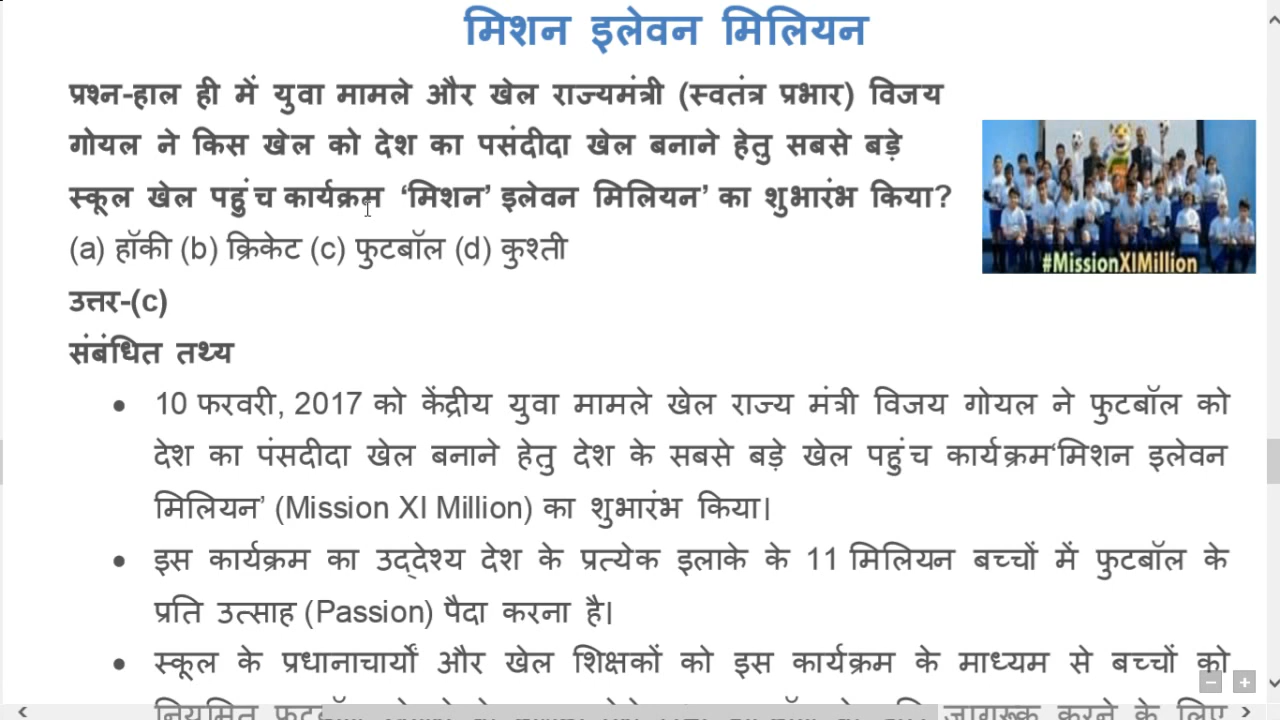 मिशन इलेवन मिलियन
प्रश्न-हाल ही में युवा मामले और खेल राज्यमंत्री (स्वतंत्र प्रभार) विजय
गोयल ने किस खेल को देश का पसंदीदा खेल बनाने हेतु सबसे बड़े
स्कूल खेल पहुंच कार्यक्रम ‘मिशन’ इलेवन मिलियन’ का शुभारंभ किया?
#MissionXIMillion
(a) हॉकी (b) क्रिकेट (c) फुटबॉल (d) कुश्ती
उत्तर-(c)
संबंधित तथ्य
• 10 फरवरी, 2017 को केंद्रीय युवा मामले खेल राज्य मंत्री विजय गोयल ने फुटबॉल को
देश का पंसदीदा खेल बनाने हेतु देश के सबसे बड़े खेल पहुंच कार्यक्रम‘मिशन इलेवन
मिलियन’ (Mission XI Million) का शुभारंभ किया।
• इस कार्यक्रम का उद्देश्य देश के प्रत्येक इलाके के 11 मिलियन बच्चों में फुटबॉल के
प्रति उत्साह (Passion) पैदा करना है।
• स्कूल के प्रधानाचार्यों और खेल शिक्षकों को इस कार्यक्रम के माध्यम से बच्चों को
नियमित जागरूक करने के लिए